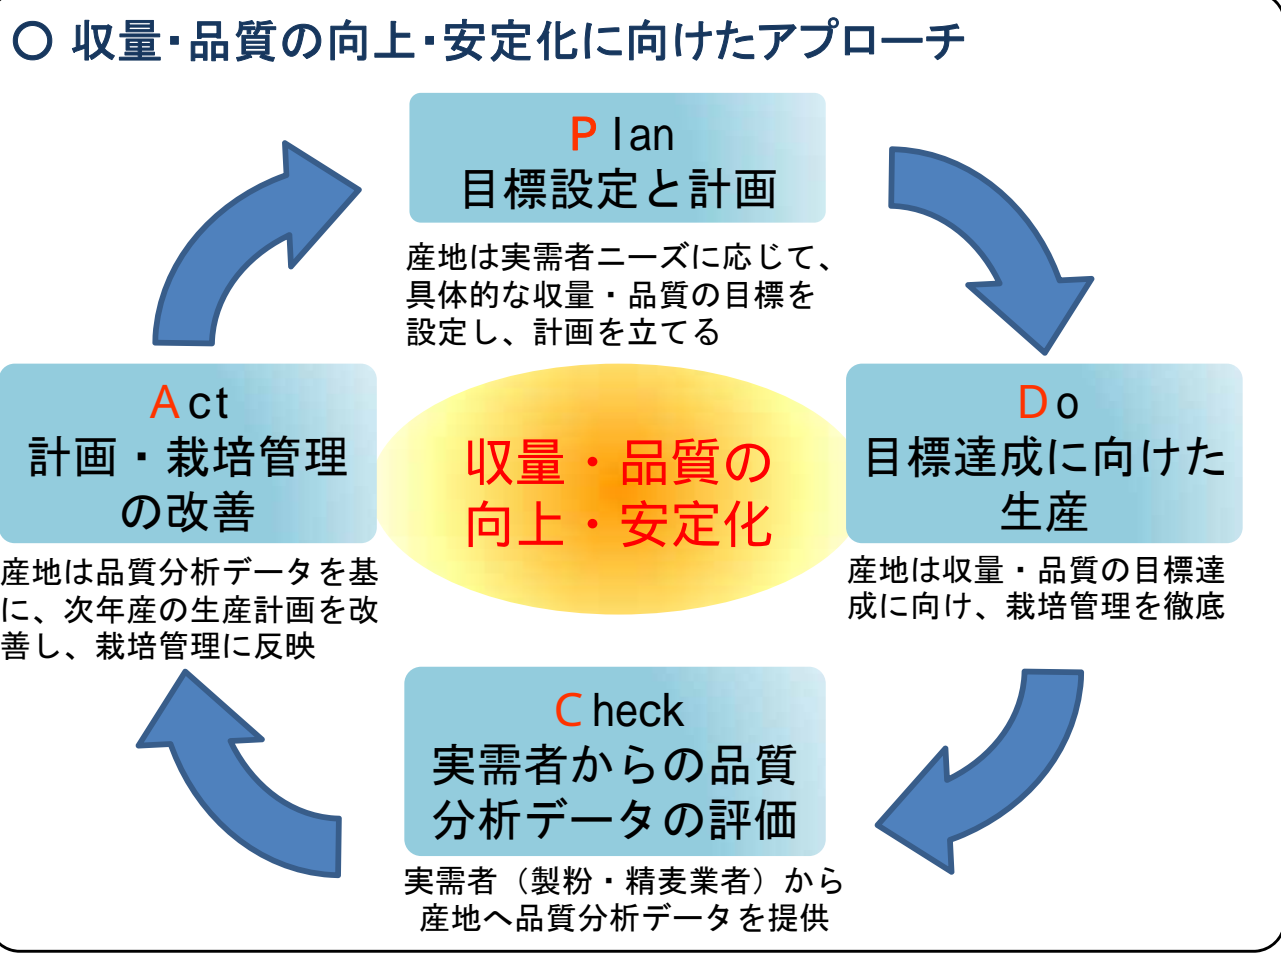 〇 収量・品質の向上・安定化に向けたアプローチ
Plan
目標設定と計画
産地は実需者ニーズに応じて、
具体的な収量・品質の目標を
設定し、計画を立てる
Do
目標達成に向けた
生産
産地は収量・品質の目標達
成に向け、栽培管理を徹底
Check
実需者からの品質
分析データの評価
実需者（製粉・精麦業者）から
産地へ品質分析データを提供
Act
計画・栽培管理
の改善
産地は品質分析データを基
に、次年産の生産計画を改
善し、栽培管理に反映
収量・品質の
向上・安定化